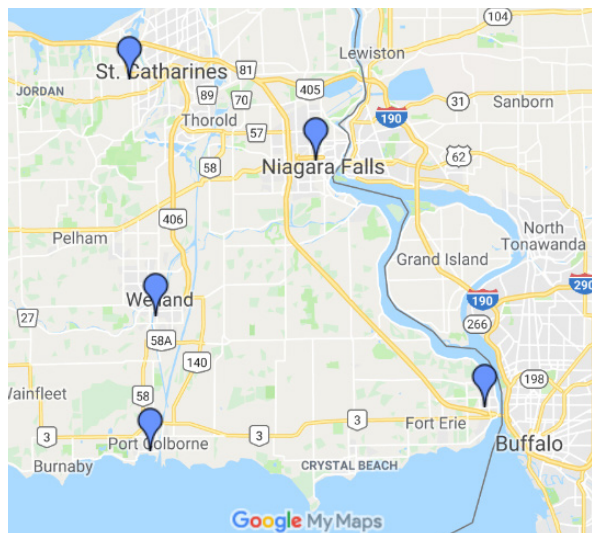 104
Lewiston
St. Catharines
81
JORDAN
89
70
405
31
Sanborn
Thorold
57
190
58
Niagara Falls
62
406
Pelham
North
Tonawanda
Grand Island
290
Welland
190
27
266
58A
140
198
Wainfleet
58
3
3
3
Fort Erie
Port Colborne
Buffalo
Burnaby
CRYSTAL BEACH
Google My Maps